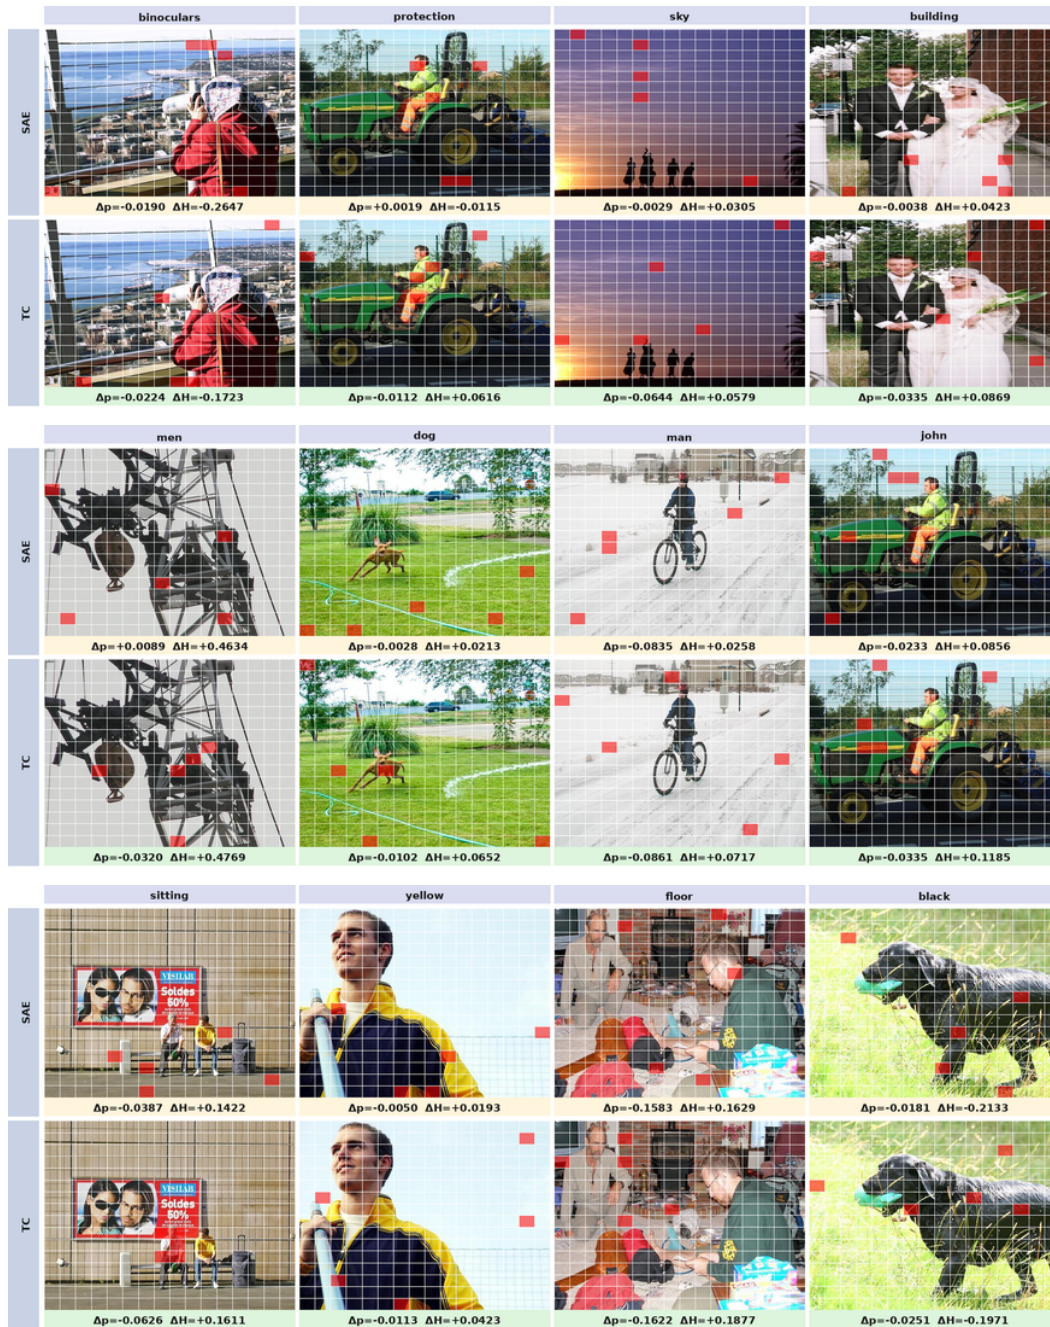 binoculars protection sky building
SAE
Δp=-0.0190 ΔH=-0.2647 Δp=+0.0019 ΔH=-0.0115 Δp=-0.0029 ΔH=+0.0305 Δp=-0.0038 ΔH=+0.0423
TC
Δp=-0.0224 ΔH=-0.1723 Δp=-0.0112 ΔH=+0.0616 Δp=-0.0644 ΔH=+0.0579 Δp=-0.0335 ΔH=+0.0869
men dog man john
SAE
Δp=+0.0089 ΔH=+0.4634 Δp=-0.0028 ΔH=+0.0213 Δp=-0.0835 ΔH=+0.0258 Δp=-0.0233 ΔH=+0.0856
TC
Δp=-0.0320 ΔH=+0.4769 Δp=-0.0102 ΔH=+0.0652 Δp=-0.0861 ΔH=+0.0717 Δp=-0.0335 ΔH=+0.1185
sitting yellow floor black
SAE
VISILAB
Soldes
50%
Δp=-0.0387 ΔH=+0.1422 Δp=-0.0050 ΔH=+0.0193 Δp=-0.1583 ΔH=+0.1629 Δp=-0.0181 ΔH=-0.2133
TC
VISILAB
Soldes
50%
Δp=-0.0626 ΔH=+0.1611 Δp=-0.0113 ΔH=+0.0423 Δp=-0.1622 ΔH=+0.1877 Δp=-0.0251 ΔH=-0.1971